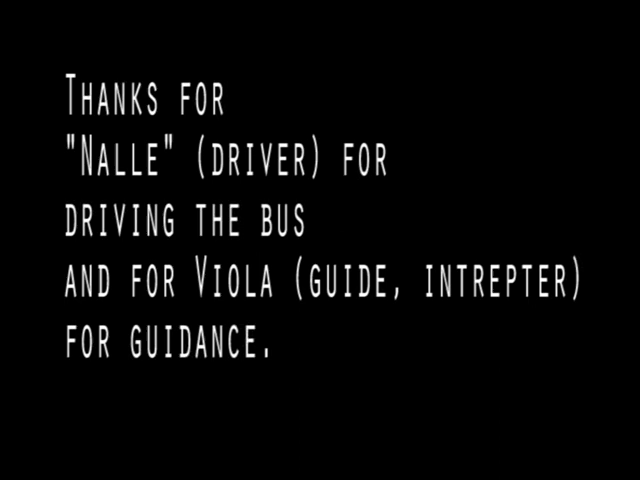 Thanks for
"Nalle" (driver) for
driving the bus
and for Viola (guide, intrepter)
for guidance.